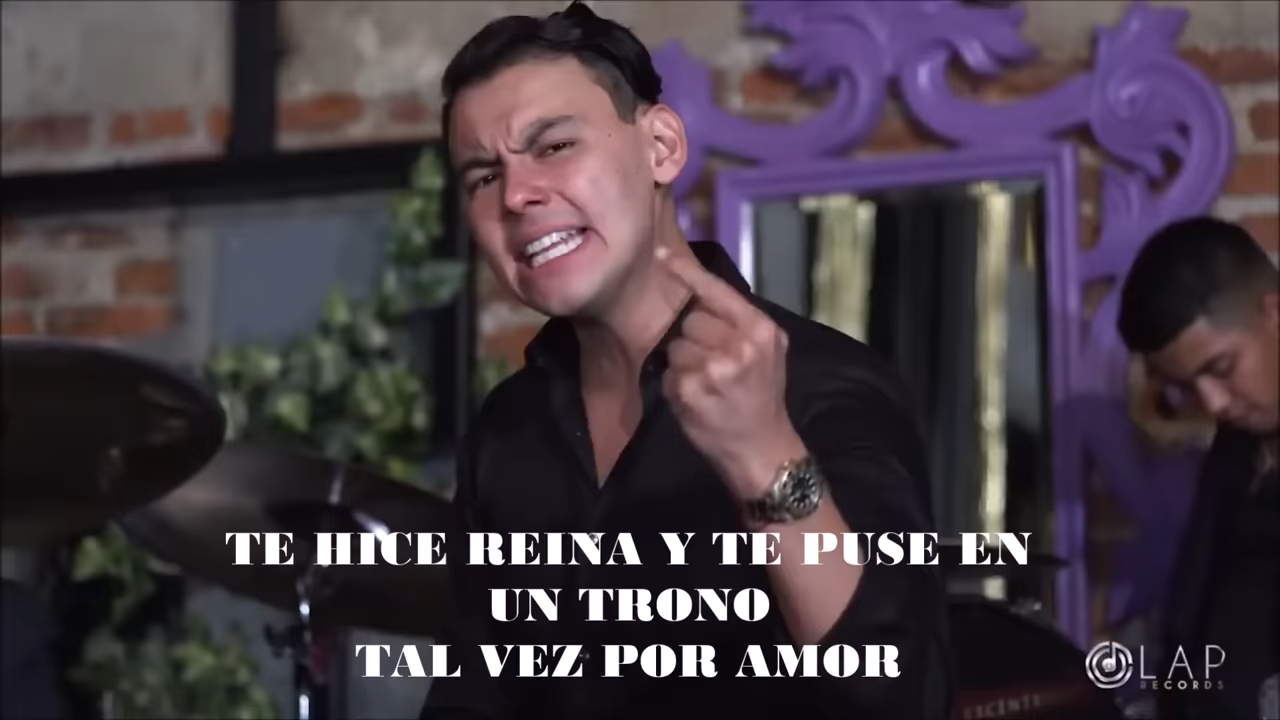 TE HICE REINA Y TE PUSE EN
UN TRONO
TAL VEZ POR AMOR
LAP
RECORDS